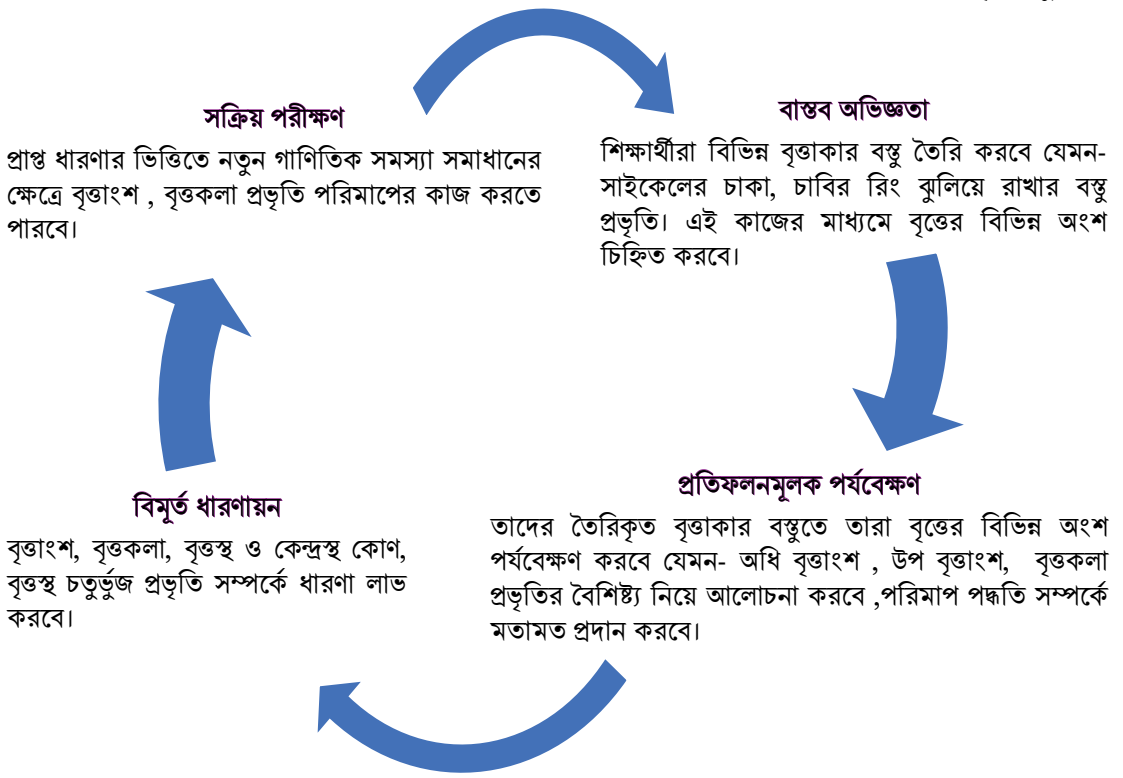 সক্রিয় পরীক্ষণ
প্রাপ্ত ধারণার ভিত্তিতে নতুন গাণিতিক সমস্যা সমাধানের
ক্ষেত্রে বৃত্তাংশ , বৃত্তকলা প্রভৃতি পরিমাপের কাজ করতে
পারবে।
বাস্তব অভিজ্ঞতা
শিক্ষার্থীরা বিভিন্ন বৃত্তাকার বস্তু তৈরি করবে যেমন-
সাইকেলের চাকা, চাবির রিং ঝুলিয়ে রাখার বস্তু
প্রভৃতি। এই কাজের মাধ্যমে বৃত্তের বিভিন্ন অংশ
চিহ্নিত করবে।
প্রতিফলনমূলক পর্যবেক্ষণ
তাদের তৈরিকৃত বৃত্তাকার বস্তুতে তারা বৃত্তের বিভিন্ন অংশ
পর্যবেক্ষণ করবে যেমন- অধি বৃত্তাংশ , উপ বৃত্তাংশ, বৃত্তকলা
প্রভৃতির বৈশিষ্ট্য নিয়ে আলোচনা করবে ,পরিমাপ পদ্ধতি সম্পর্কে
মতামত প্রদান করবে।
বিমূর্ত ধারণায়ন
বৃত্তাংশ, বৃত্তকলা, বৃত্তস্থ ও কেন্দ্রস্থ কোণ,
বৃত্তস্থ চতুর্ভুজ প্রভৃতি সম্পর্কে ধারণা লাভ
করবে।